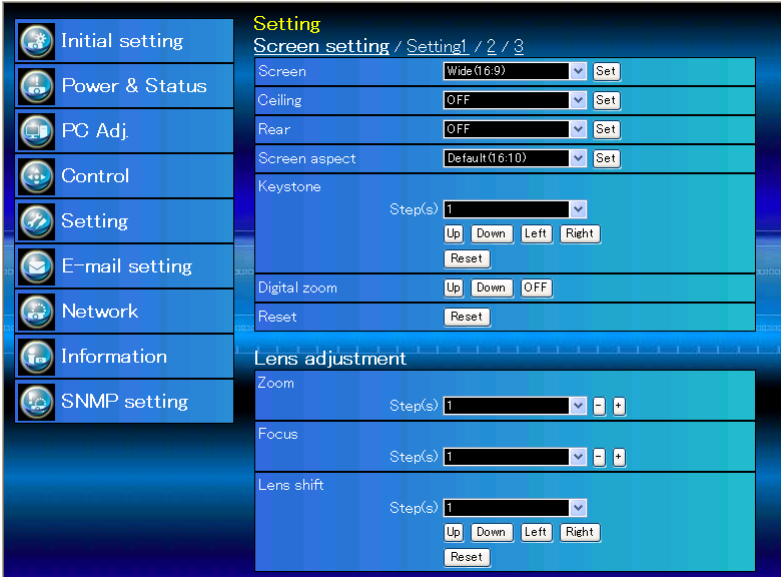 Initial setting
Power & Status
PC Adj.
Control
Setting
E-mail setting
Network
Information
SNMP setting
Setting
Screen setting / Setting1 / 2 / 3
Screen Wide(16:9) Set
Ceiling OFF Set
Rear OFF Set
Screen aspect Default(16:10) Set
Keystone
Step(s) 1
Up Down Left Right
Reset
Digital zoom Up Down OFF
Reset Reset
Lens adjustment
Zoom
Step(s) 1 - +
Focus
Step(s) 1 - +
Lens shift
Step(s) 1
Up Down Left Right
Reset